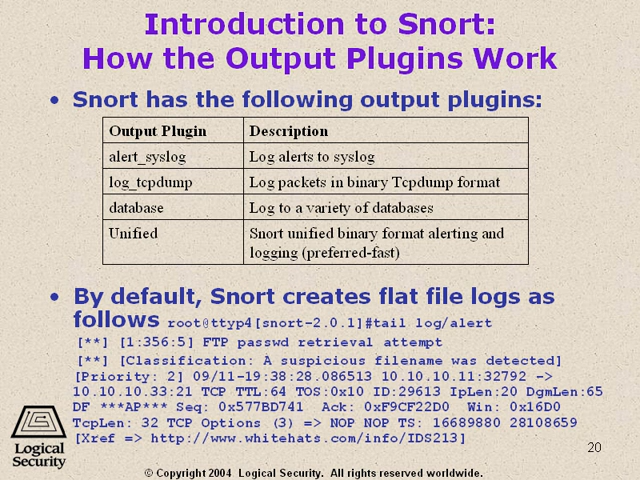 Introduction to Snort:
How the Output Plugins Work
• Snort has the following output plugins:
Output Plugin Description
alert_syslog Log alerts to syslog
log_tcpdump Log packets in binary Tcpdump format
database Log to a variety of databases
Unified Snort unified binary format alerting and
logging (preferred-fast)
• By default, Snort creates flat file logs as
follows root@ttyp4[snort-2.0.1]#tail log/alert
[**] [1:356:5] FTP passwd retrieval attempt
[**] [Classification: A suspicious filename was detected]
[Priority: 2] 09/11-19:38:28.086513 10.10.10.11:32792 ->
10.10.10.33:21 TCP TTL:64 TOS:0x10 ID:29613 IpLen:20 DgmLen:65
DF ***AP*** Seq: 0x577BD741 Ack: 0xF9CF22D0 Win: 0x16D0
TcpLen: 32 TCP Options (3) => NOP NOP TS: 16689880 28108659
[Xref => http://www.whitehats.com/info/IDS213]
Logical
Security
20
© Copyright 2004 Logical Security. All rights reserved worldwide.